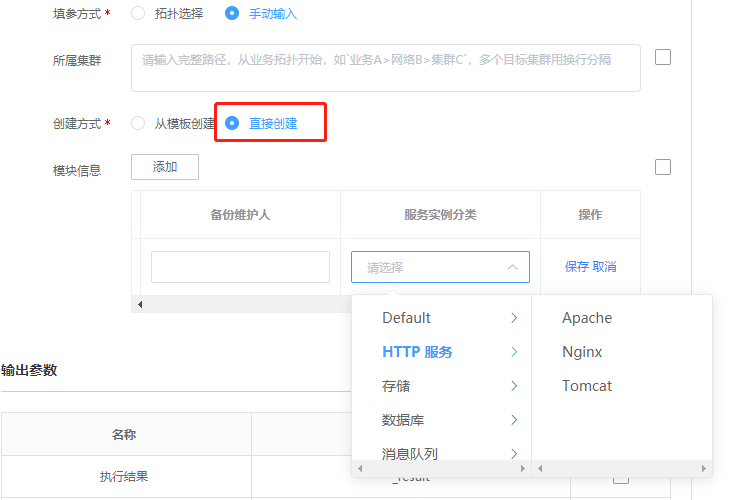 填参方式 * 拓扑选择 手动输入
所属集群 请输入完整路径，从业务拓扑开始，如`业务A>网络B>集群C`，多个目标集群用换行分隔
创建方式 * 从模板创建 直接创建
模块信息 添加
备份维护人 服务实例分类 操作
请选择 保存 取消
Default Apache
HTTP 服务 Nginx
存储 Tomcat
数据库
消息队列
输出参数
名称
执行结果 _result